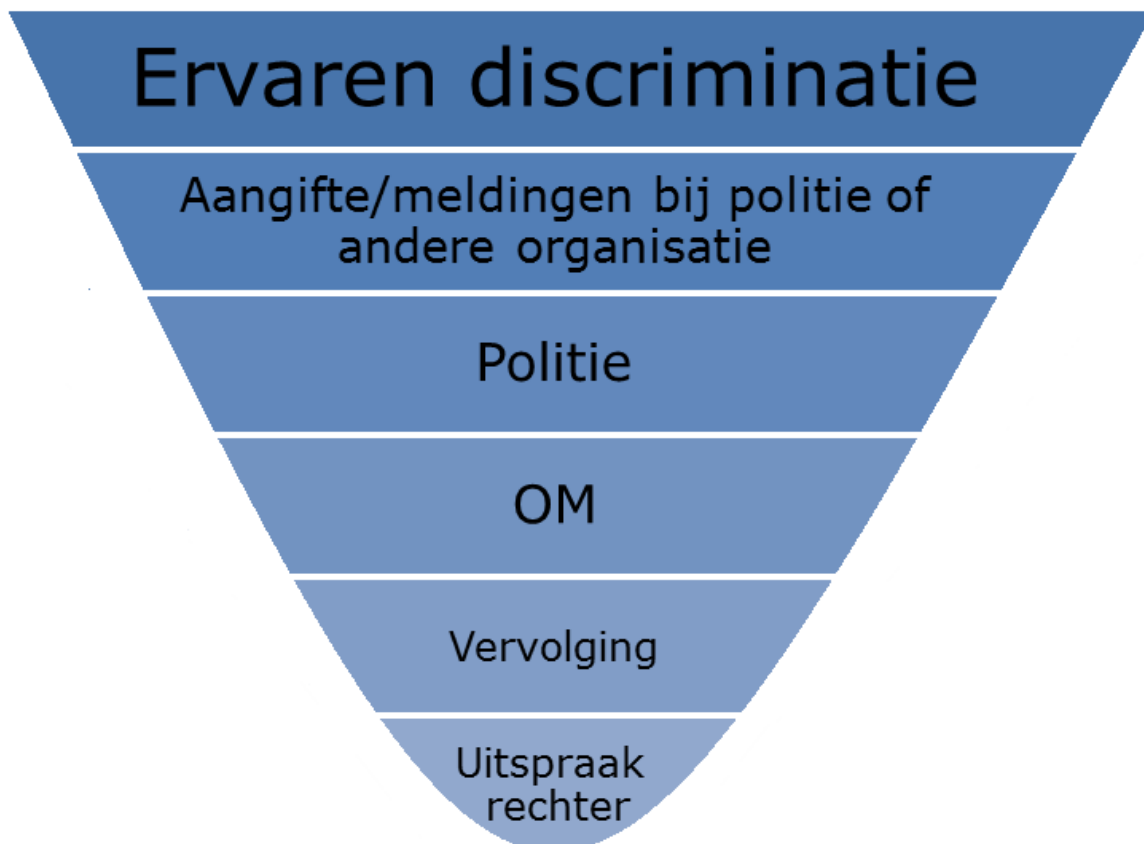 Ervaren discriminatie
Aangifte/meldingen bij politie of
andere organisatie
Politie
OM
Vervolging
Uitspraak
rechter